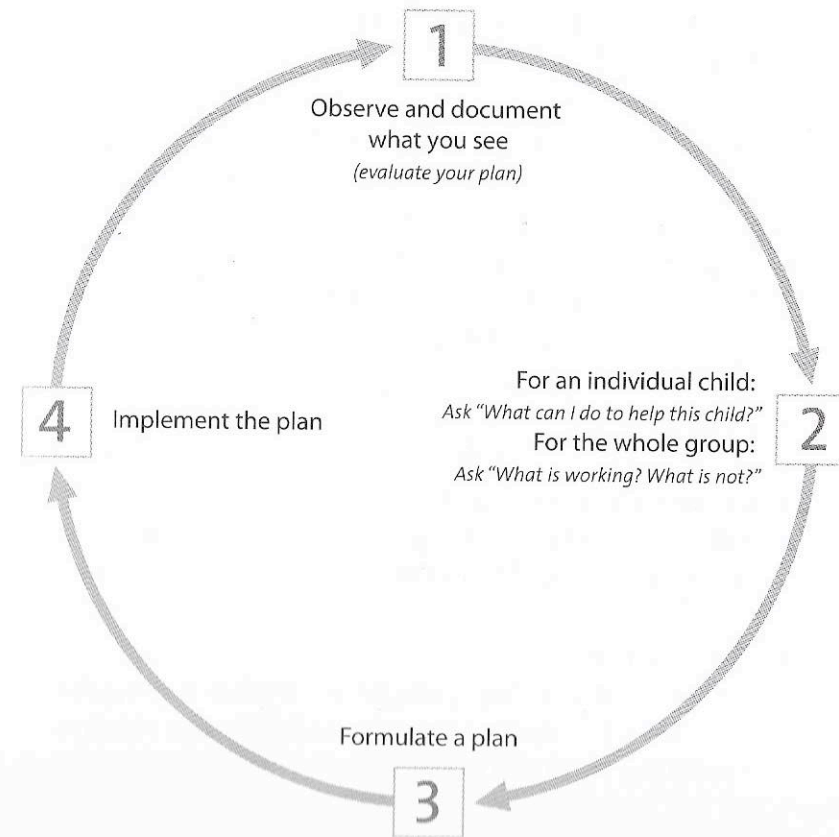 1
Observe and document
what you see
(evaluate your plan)
For an individual child:
Ask “What can I do to help this child?”
For the whole group:
Ask “What is working? What is not?”
2
Formulate a plan
3
4
Implement the plan